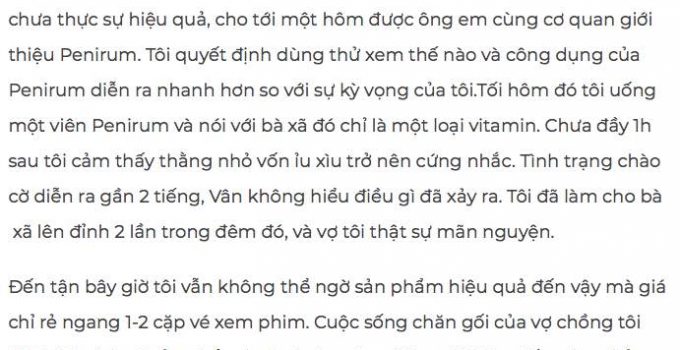 chưa thực sự hiệu quả, cho tới một hôm được ông em cùng cơ quan giới
thiệu Penirum. Tôi quyết định dùng thử xem thế nào và công dụng của
Penirum diễn ra nhanh hơn so với sự kỳ vọng của tôi.Tối hôm đó tôi uống
một viên Penirum và nói với bà xã đó chỉ là một loại vitamin. Chưa đầy 1h
sau tôi cảm thấy thằng nhỏ vốn ỉu xìu trở nên cứng nhắc. Tình trạng chào
cờ diễn ra gần 2 tiếng, Vân không hiểu điều gì đã xảy ra. Tôi đã làm cho bà
xã lên đỉnh 2 lần trong đêm đó, và vợ tôi thật sự mãn nguyện.
Đến tận bây giờ tôi vẫn không thể ngờ sản phẩm hiệu quả đến vậy mà giá
chỉ rẻ ngang 1-2 cặp vé xem phim. Cuộc sống chăn gối của vợ chồng tôi